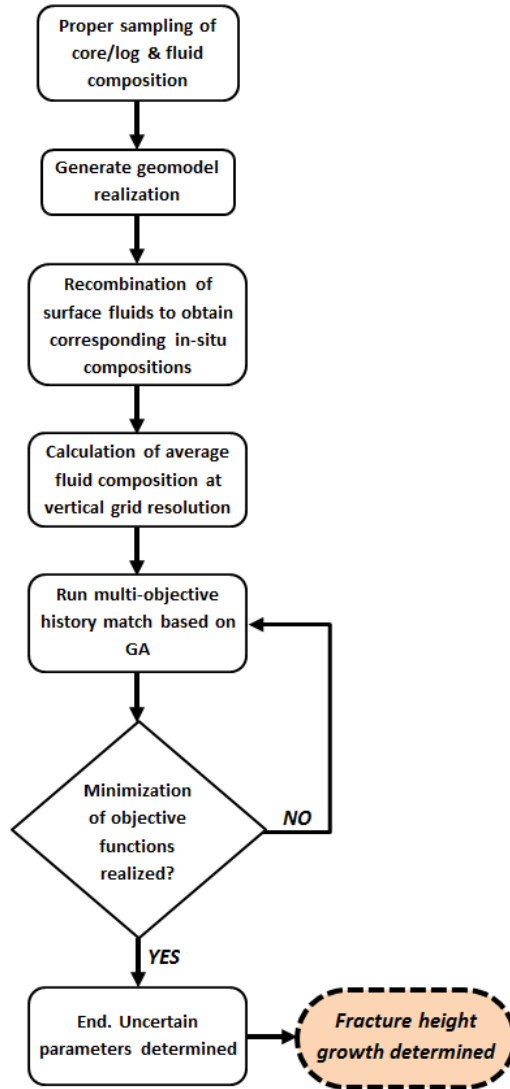 Proper sampling of
core/log & fluid
composition
Generate geomodel
realization
Recombination of
surface fluids to obtain
corresponding in-situ
compositions
Calculation of average
fluid composition at
vertical grid resolution
Run multi-objective
history match based on
GA
Minimization
of objective
functions
realized?
NO
YES
End. Uncertain
parameters determined
Fracture height
growth determined